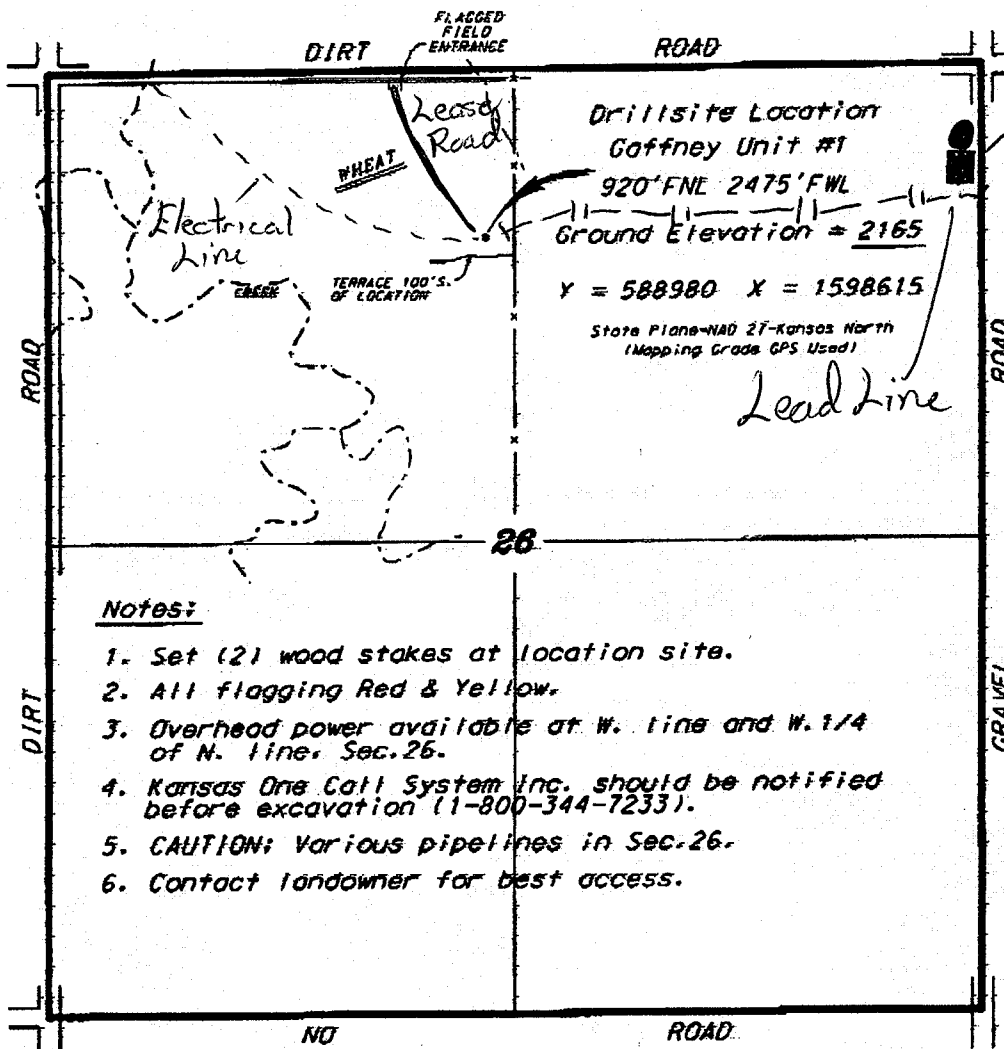 FLAGGED
FIELD
ENTRANCE
DIRT
ROAD
Lease
Road
WHEAT
Drillsite Location
Gaffney Unit #1
920'FNL 2475'FWL
Ground Elevation = 2165
Y = 588980 X = 1598615
State Plane-NAD 27-Kansas North
(Mapping Grade GPS Used)
Electrical
Line
CREEK
TERRACE 100'S.
OF LOCATION
Lead Line
ROAD
ROAD
26
Notes:
1. Set (2) wood stakes at location site.
2. All flagging Red & Yellow.
3. Overhead power available at W. line and W.1/4
of N. line. Sec.26.
4. Kansas One Call System Inc. should be notified
before excavation (1-800-344-7233).
5. CAUTION: Various pipelines in Sec.26.
6. Contact landowner for best access.
DIRT
GRAVEL
NO
ROAD